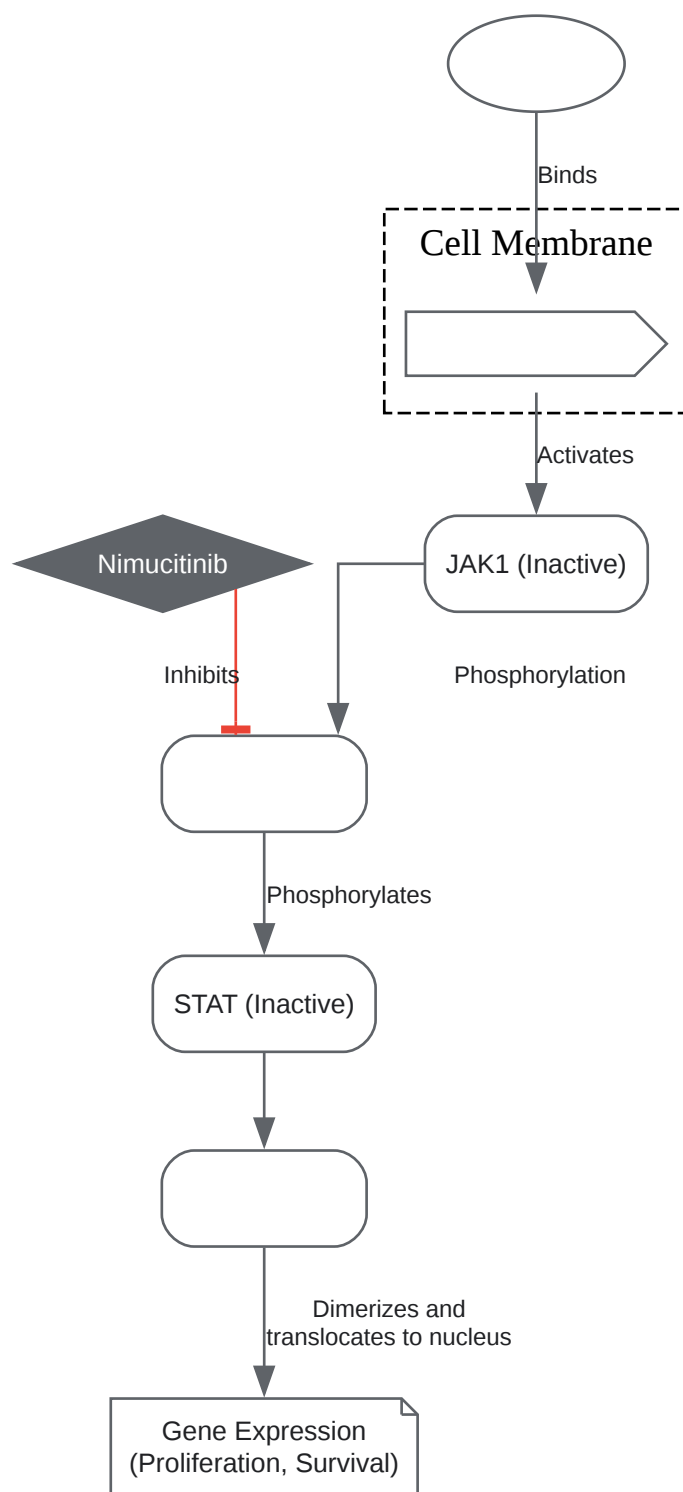 Binds
Cell Membrane
Activates
Nimucitinib
JAK1 (Inactive)
Inhibits
Phosphorylation
Phosphorylates
STAT (Inactive)
Dimerizes and
translocates to nucleus
Gene Expression
(Proliferation, Survival)